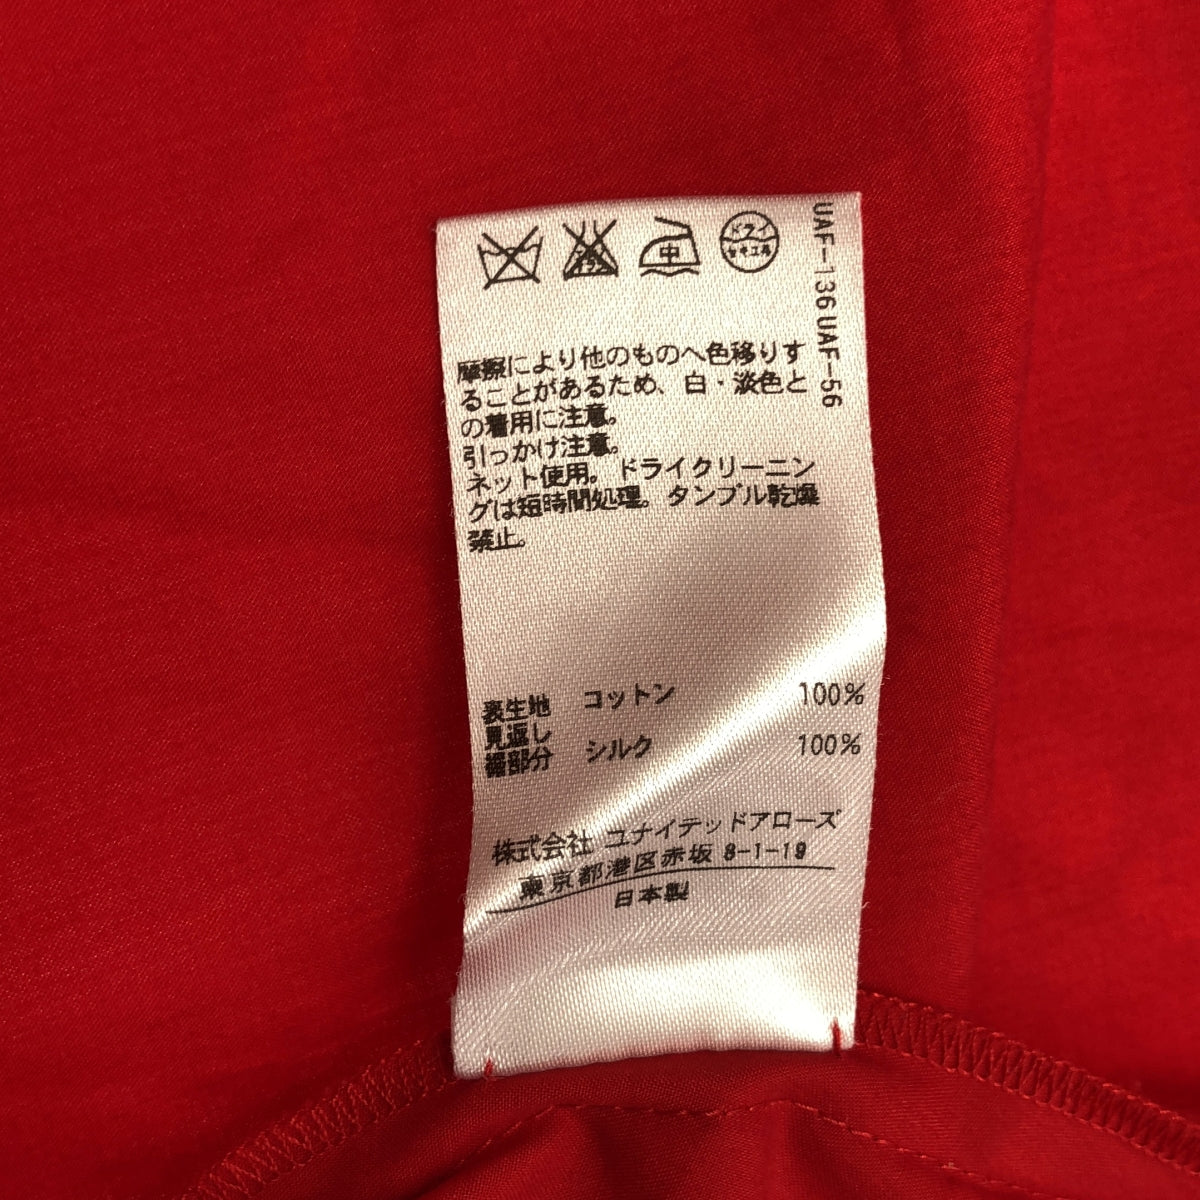 中 ドライ
セキユ系
UAF-136 UAF-56
摩擦により他のものへ色移りす
ることがあるため、白・淡色と
の着用に注意。
引っかけ注意。
ネット使用。ドライクリーニン
グは短時間処理。タンブル乾燥
禁止。
表生地 コットン 100%
見返し
裾部分 シルク 100%
株式会社 ユナイテッドアローズ
東京都港区赤坂 8-1-19
日本製